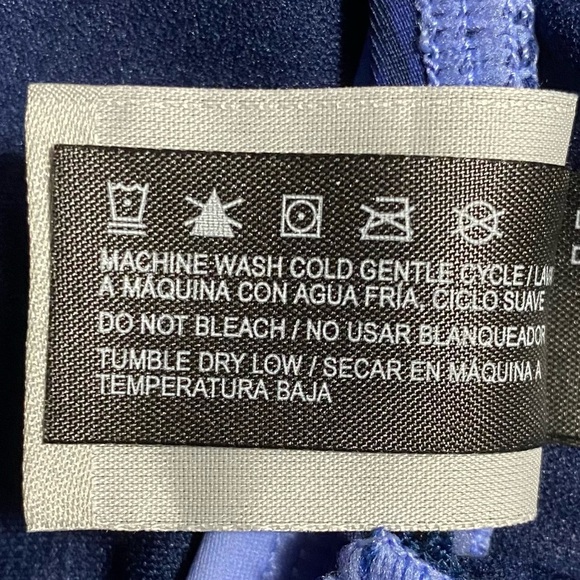 MACHINE WASH COLD GENTLE CYCLE /
A MÁQUINA CON AGUA FRÍA, CICLO SUAVE
DO NOT BLEACH / NO USAR BLANQUEADOR
TUMBLE DRY LOW / SECAR EN MÁQUINA A
TEMPERATURA BAJA